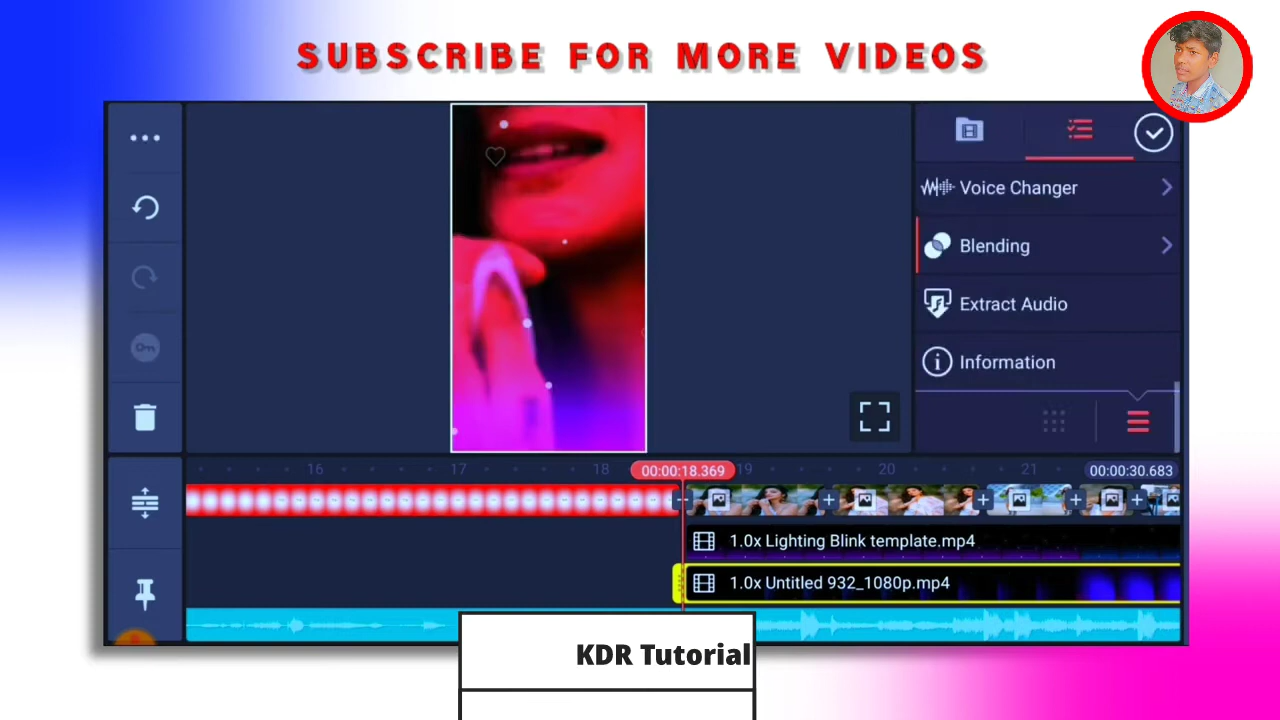 SUBSCRIBE FOR MORE VIDEOS
Voice Changer
Blending
Extract Audio
Information
16 17 18 00:00:18.369 19 20 21 00:00:30.683
1.0x Lighting Blink template.mp4
1.0x Untitled 932_1080p.mp4
KDR Tutorial